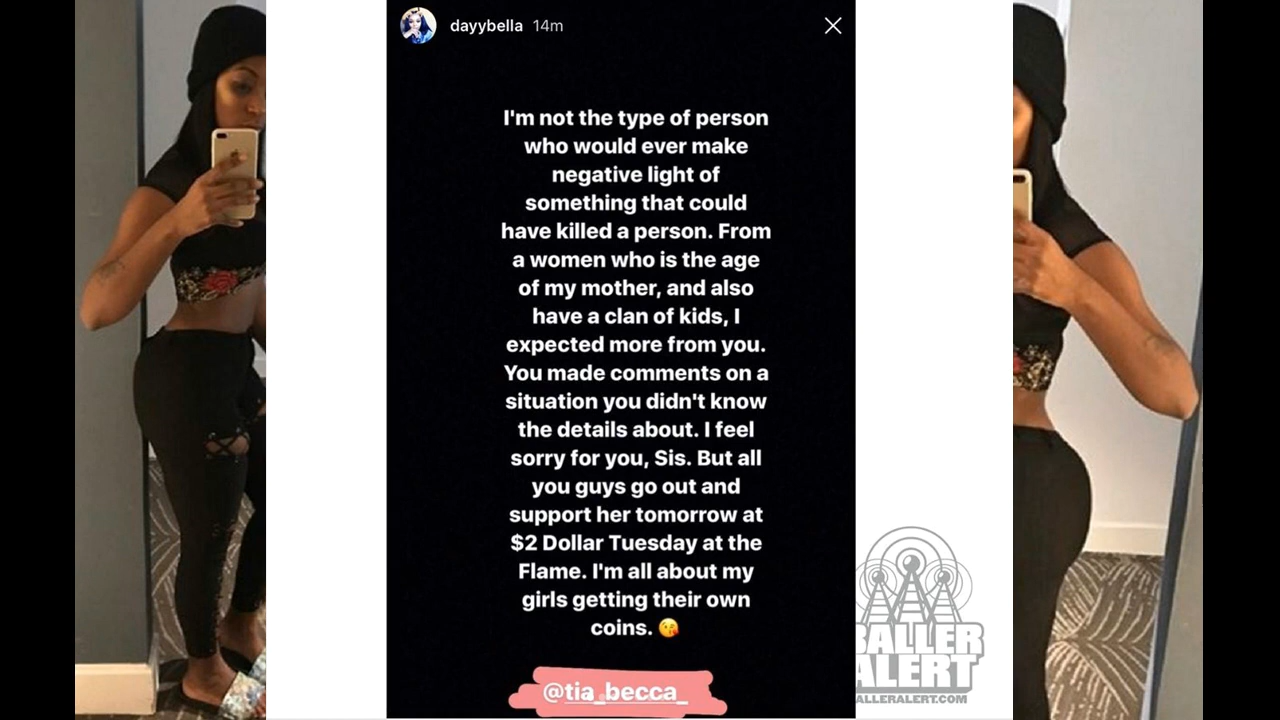 dayybella 14m
I'm not the type of person
who would ever make
negative light of
something that could
have killed a person. From
a women who is the age
of my mother, and also
have a clan of kids, I
expected more from you.
You made comments on a
situation you didn't know
the details about. I feel
sorry for you, Sis. But all
you guys go out and
support her tomorrow at
$2 Dollar Tuesday at the
Flame. I'm all about my
girls getting their own
coins. 😘
@tia_becca_
BALLER
ALERT
ALLERALERT.COM